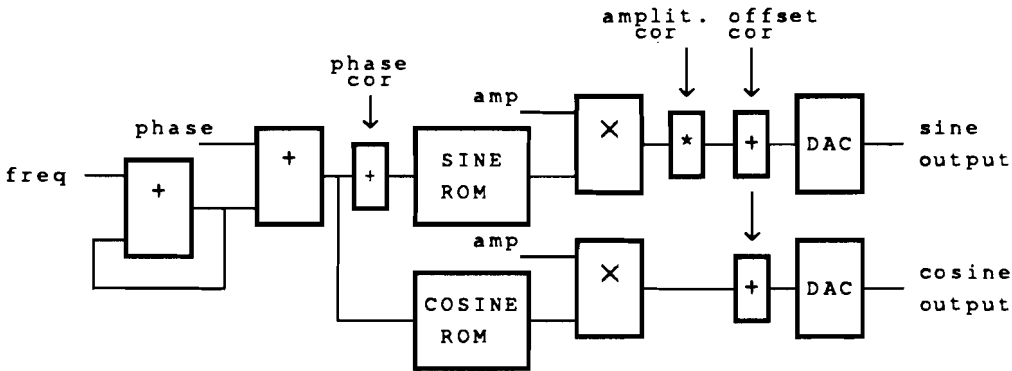 amplit. offset
cor cor
phase
cor
amp
phase
× * + DAC sine
output
+ + SINE
ROM
freq +
amp
× + DAC cosine
output
COSINE
ROM